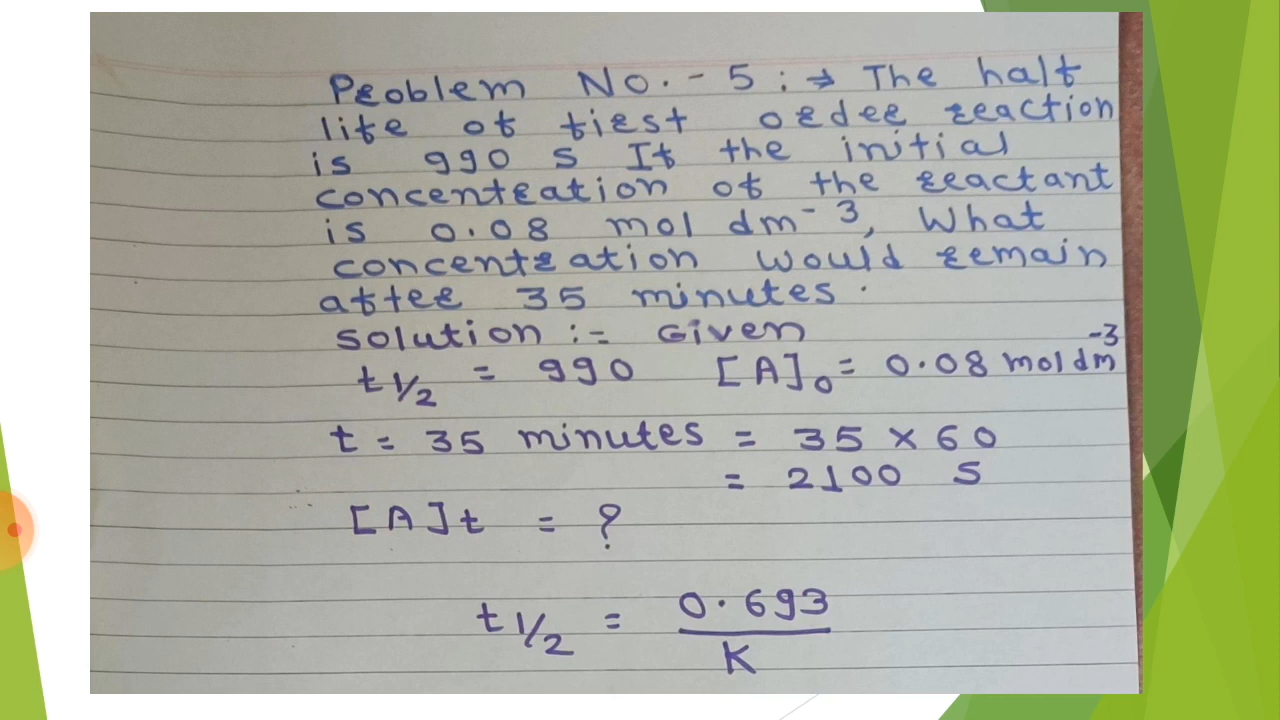 Problem No.- 5 :⇒ The half
life of first order reaction
is 990 s If the initial
concentration of the reactant
is 0.08 mol dm⁻³, What
concentration would remain
after 35 minutes.
Solution :- Given
t1/2 = 990 [A]₀ = 0.08 mol dm⁻³
t = 35 minutes = 35 × 60
= 2100 S
[A]t = ?
t1/2 = 0.693
K